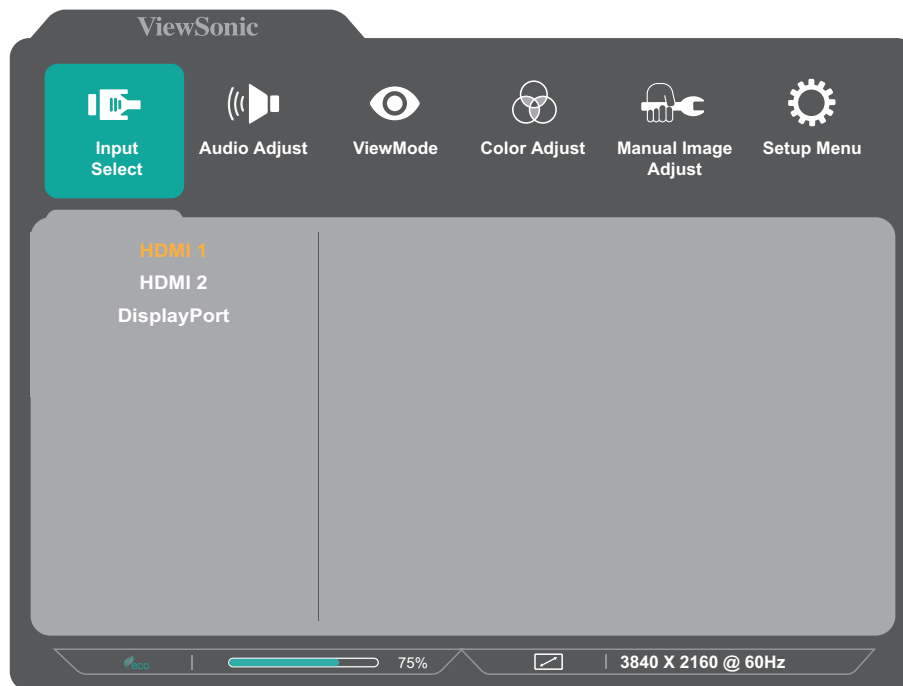 ViewSonic
Input
Select
Audio Adjust
ViewMode
Color Adjust
Manual Image
Adjust
Setup Menu
HDMI 1
HDMI 2
DisplayPort
ECO
75%
3840 X 2160 @ 60Hz